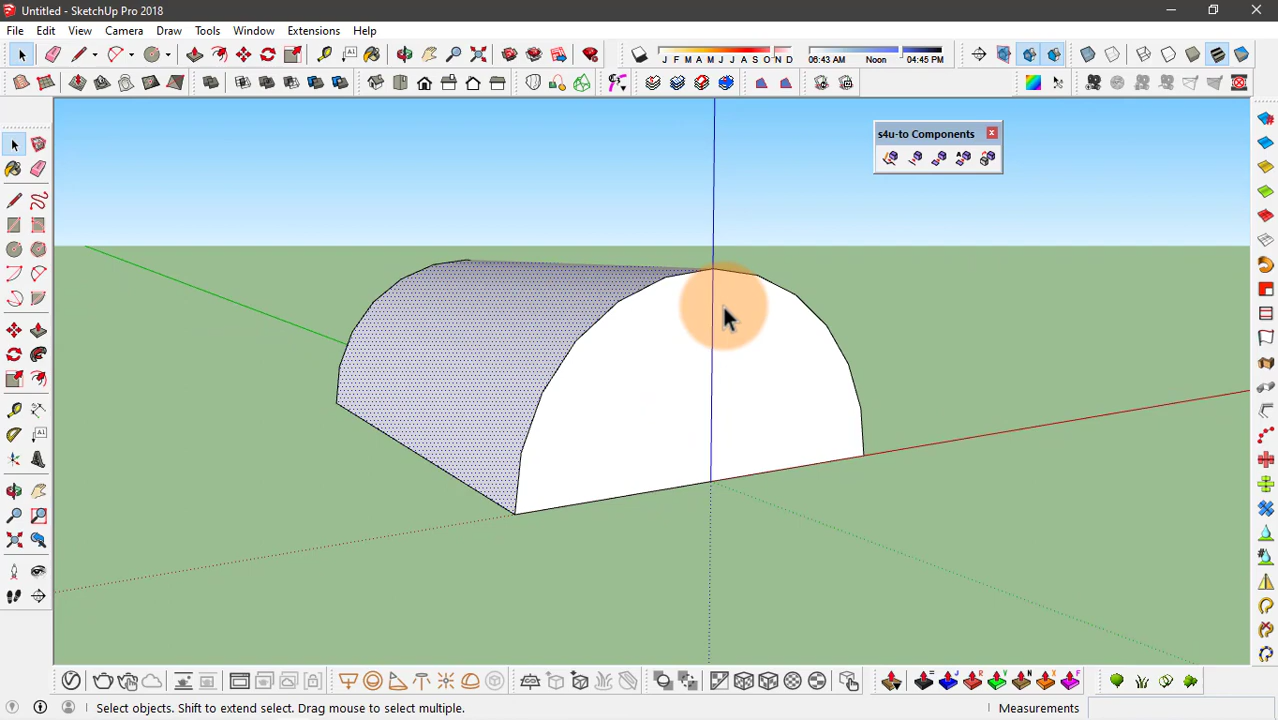 Untitled - SketchUp Pro 2018
File Edit View Camera Draw Tools Window Extensions Help
J F M A M J J A S O N D
06:43 AM Noon 04:45 PM
s4u-to Components
Select objects. Shift to extend select. Drag mouse to select multiple.
Measurements